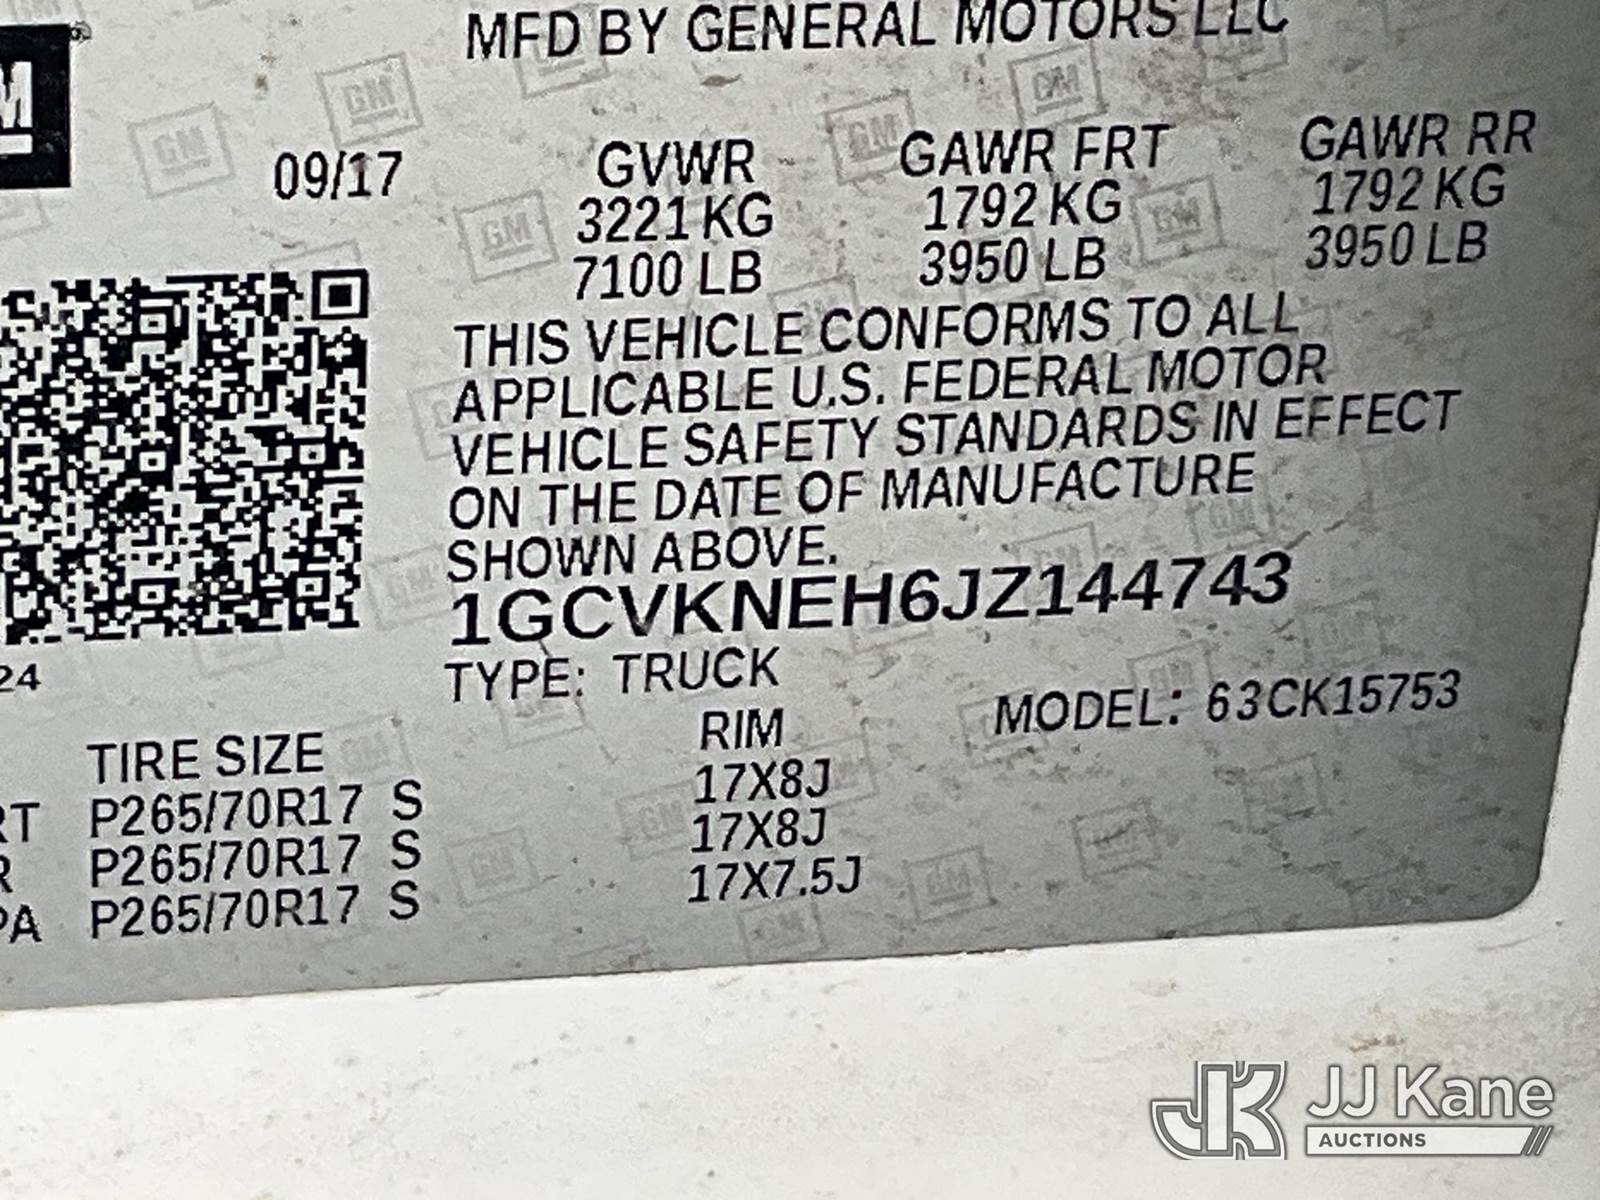 MFD BY GENERAL MOTORS LLC
GM
09/17
GVWR GAWR FRT GAWR RR
3221 KG 1792 KG 1792 KG
7100 LB 3950 LB 3950 LB
THIS VEHICLE CONFORMS TO ALL
APPLICABLE U.S. FEDERAL MOTOR
VEHICLE SAFETY STANDARDS IN EFFECT
ON THE DATE OF MANUFACTURE
SHOWN ABOVE.
1GCVKNEH6JZ144743
24
TYPE: TRUCK MODEL: 63CK15753
TIRE SIZE RIM
RT P265/70R17 S 17X8J
R P265/70R17 S 17X8J
PA P265/70R17 S 17X7.5J
JK JJ Kane
AUCTIONS